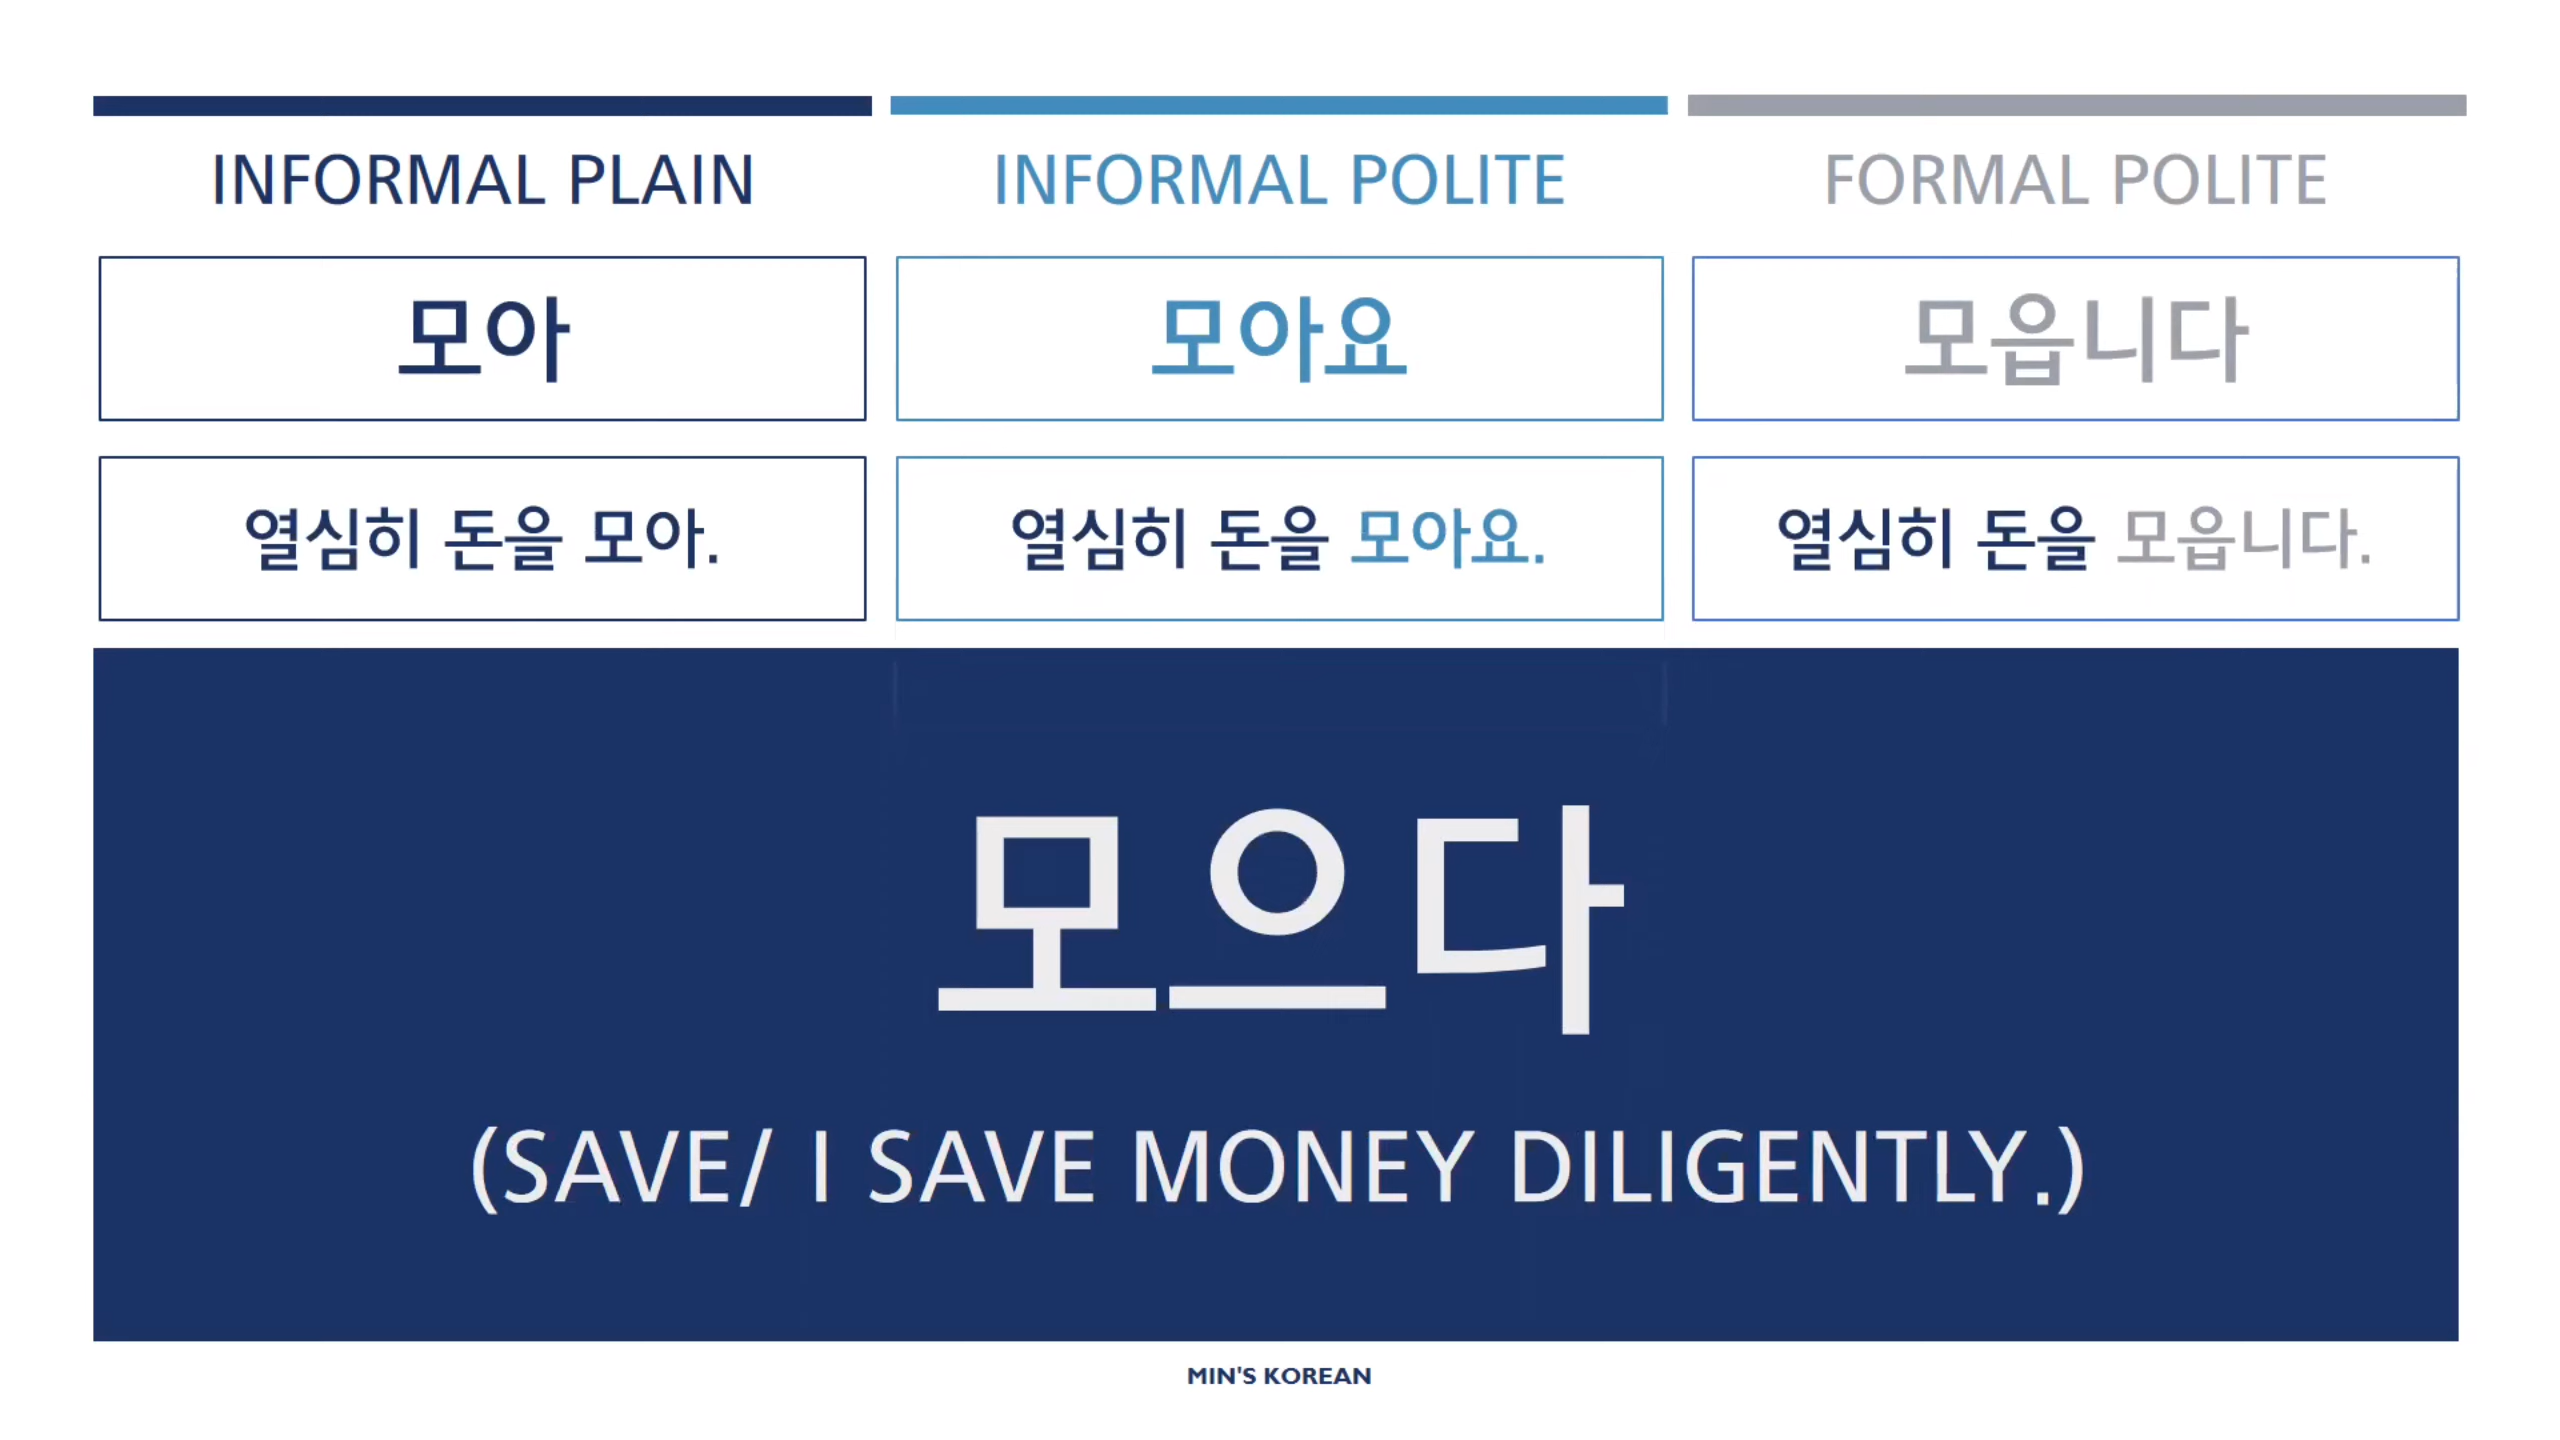 INFORMAL PLAIN
INFORMAL POLITE
FORMAL POLITE
모아
모아요
모읍니다
열심히 돈을 모아.
열심히 돈을 모아요.
열심히 돈을 모읍니다.
모으다
(SAVE/ I SAVE MONEY DILIGENTLY.)
MIN'S KOREAN